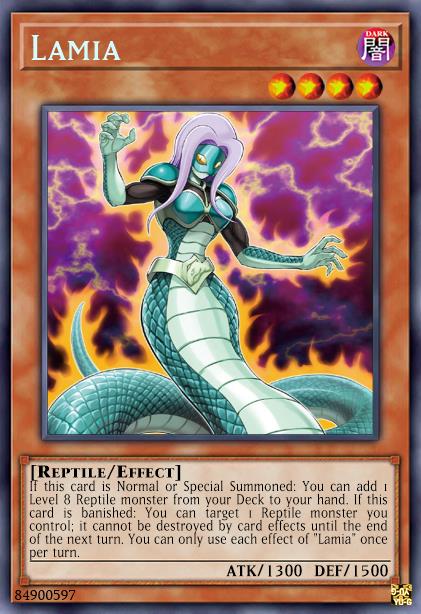 LAMIA
DARK
闇
[REPTILE/EFFECT]
If this card is Normal or Special Summoned: You can add 1
Level 8 Reptile monster from your Deck to your hand. If this
card is banished: You can target 1 Reptile monster you
control; it cannot be destroyed by card effects until the end
of the next turn. You can only use each effect of "Lamia" once
per turn.
ATK/1300 DEF/1500
84900597